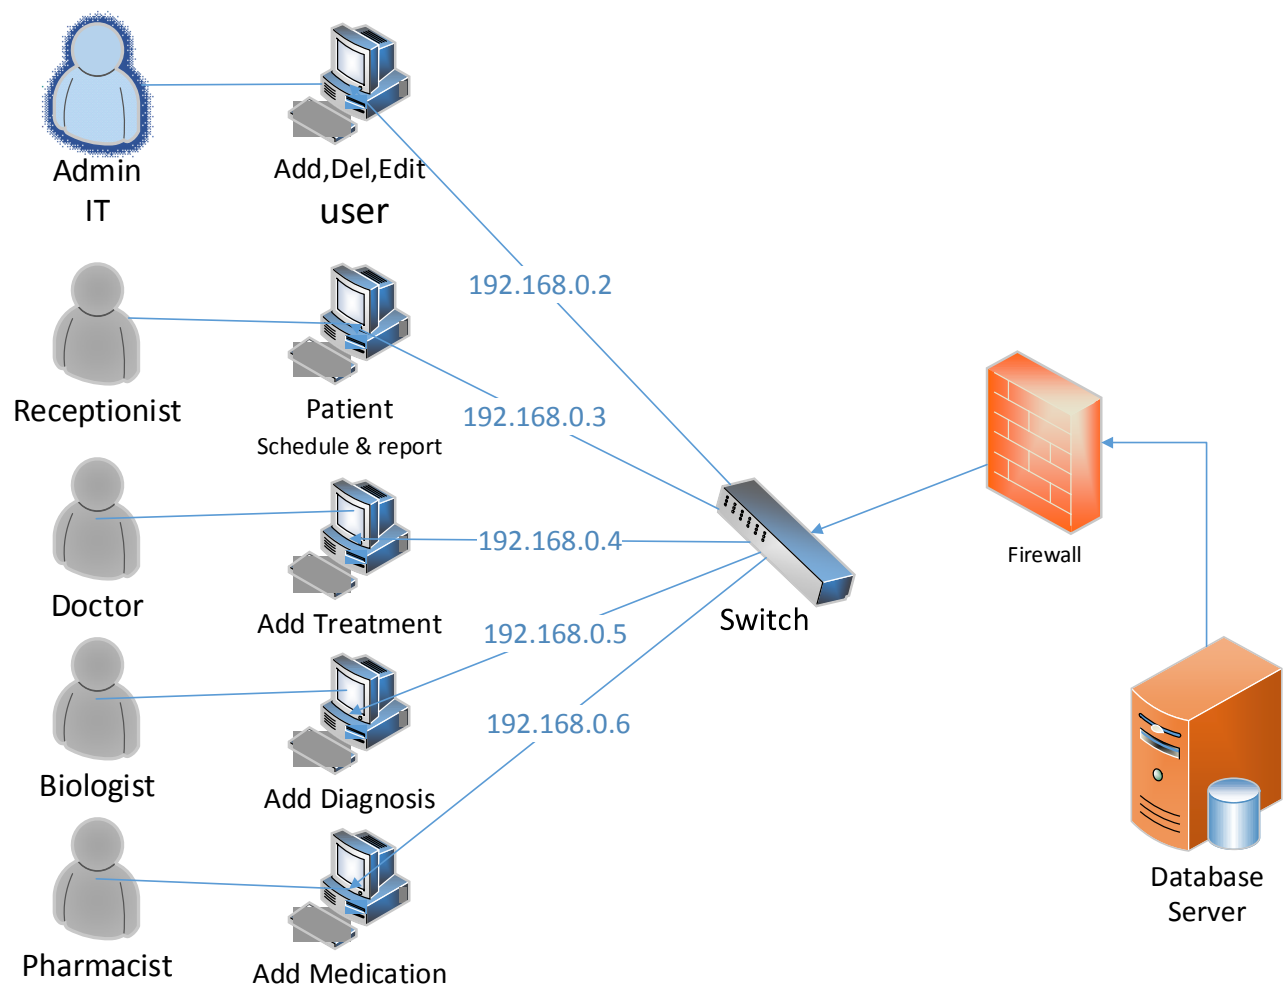 Admin
IT
Add,Del,Edit
user
192.168.0.2
Receptionist
Patient
Schedule & report
192.168.0.3
Doctor
Add Treatment
192.168.0.4
Switch
Firewall
Biologist
Add Diagnosis
192.168.0.5
Pharmacist
Add Medication
192.168.0.6
Database
Server